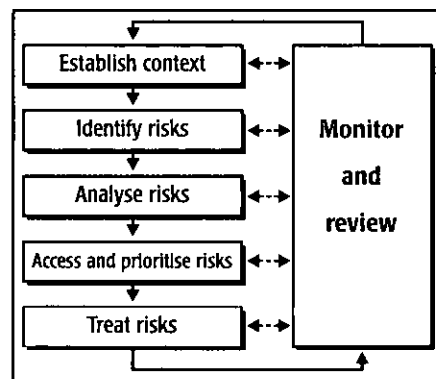 Establish context
Identify risks
Analyse risks
Access and prioritise risks
Treat risks
Monitor
and
review